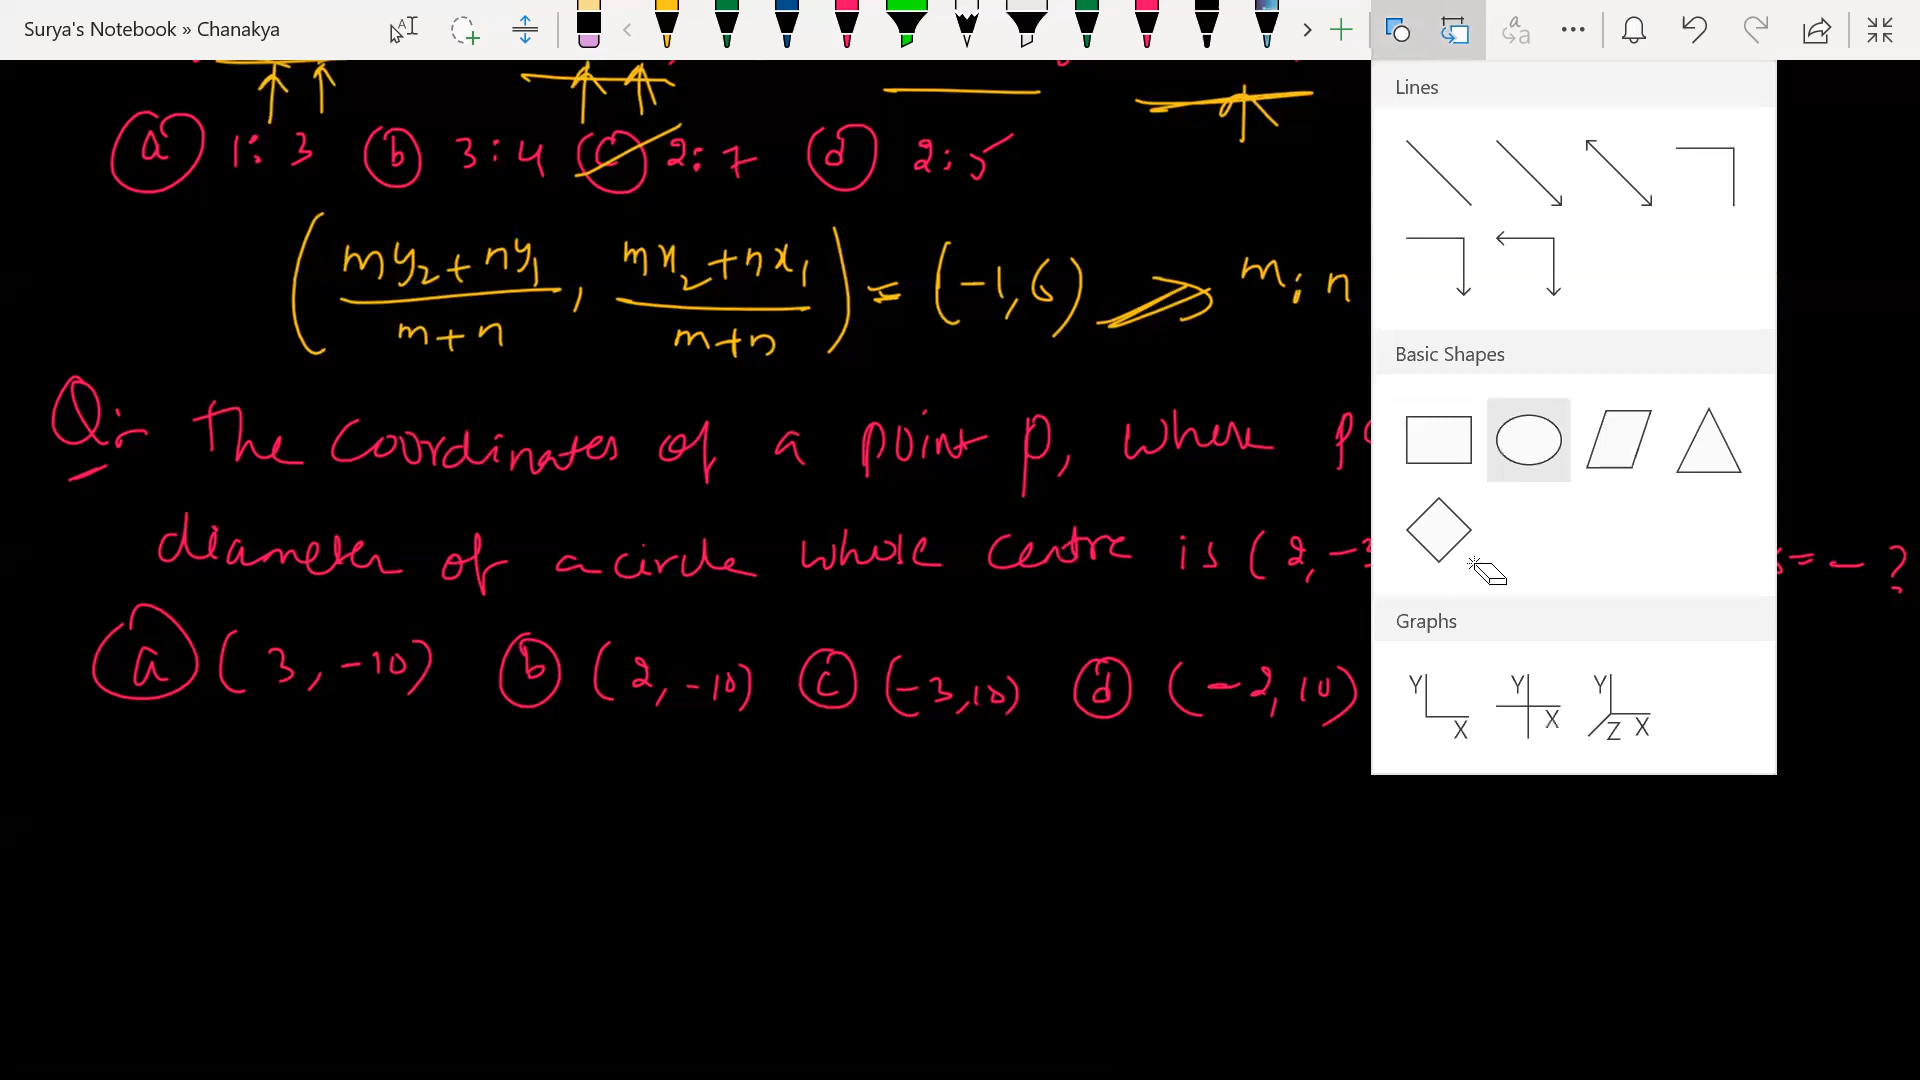 Surya's Notebook » Chanakya
Lines
(a) 1:3 (b) 3:4 (c) 2:7 (d) 2:5
(my₂+ny₁/m+n, mx₂+nx₁/m+n) = (-1,6) ⇒ m:n
Basic Shapes
Q:- The Coordinates of a point P, where
diameter of a circle whose centre is (2,-3 = - ?
Graphs
(a) (3,-10) (b) (2,-10) (c) (-3,10) (d) (-2,10)
Y X Y X Y Z X